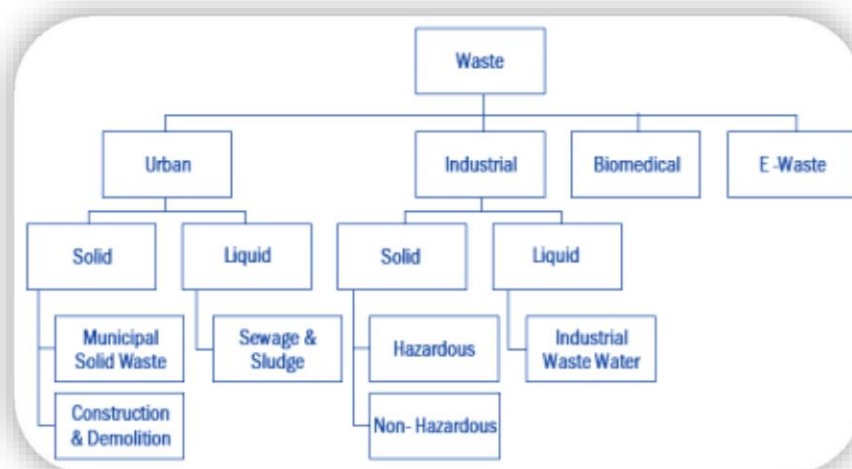 Waste
Urban
Industrial
Biomedical
E -Waste
Solid
Liquid
Solid
Liquid
Municipal
Solid Waste
Sewage &
Sludge
Hazardous
Industrial
Waste Water
Construction
& Demolition
Non- Hazardous